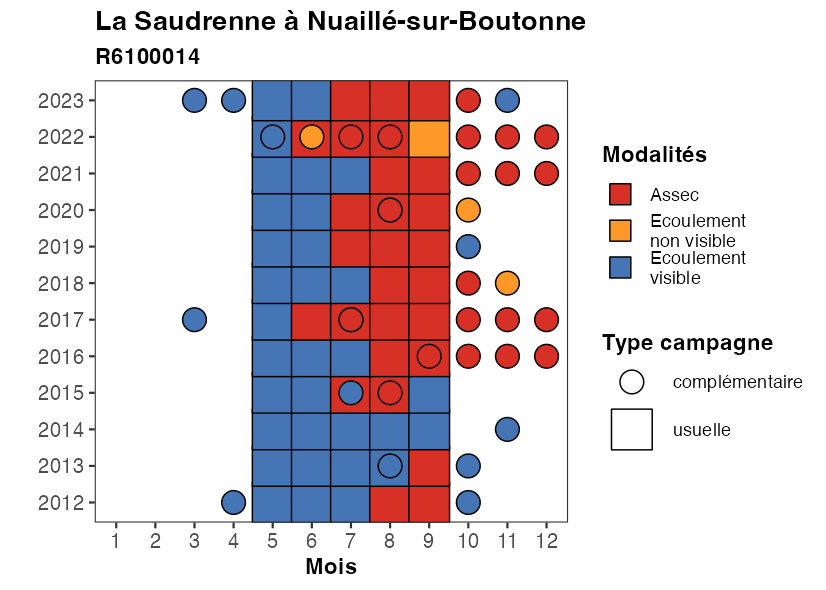 La Saudrenne à Nuaillé-sur-Boutonne
R6100014
2023
2022
2021
2020
2019
2018
2017
2016
2015
2014
2013
2012
1 2 3 4 5 6 7 8 9 10 11 12
Mois
Modalités
Assec
Ecoulement
non visible
Ecoulement
visible
Type campagne
complémentaire
usuelle